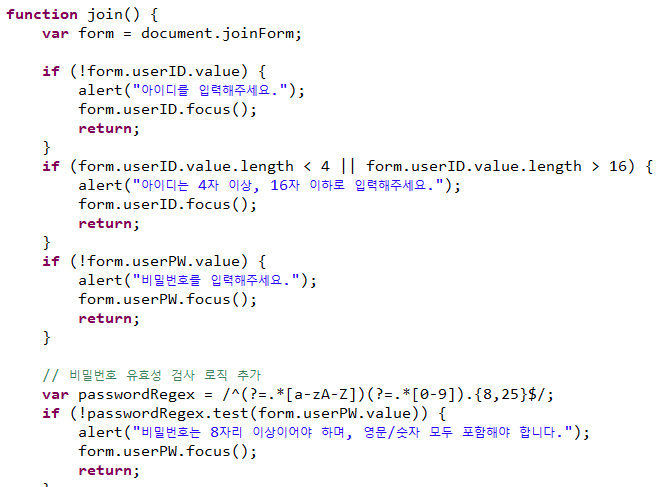 function join() {
    var form = document.joinForm;

    if (!form.userID.value) {
        alert("아이디를 입력해주세요.");
        form.userID.focus();
        return;
    }
    if (form.userID.value.length < 4 || form.userID.value.length > 16) {
        alert("아이디는 4자 이상, 16자 이하로 입력해주세요.");
        form.userID.focus();
        return;
    }
    if (!form.userPW.value) {
        alert("비밀번호를 입력해주세요.");
        form.userPW.focus();
        return;
    }

    // 비밀번호 유효성 검사 로직 추가
    var passwordRegex = /^(?=.*[a-zA-Z])(?=.*[0-9]).{8,25}$/;
    if (!passwordRegex.test(form.userPW.value)) {
        alert("비밀번호는 8자리 이상이어야 하며, 영문/숫자 모두 포함해야 합니다.");
        form.userPW.focus();
        return;